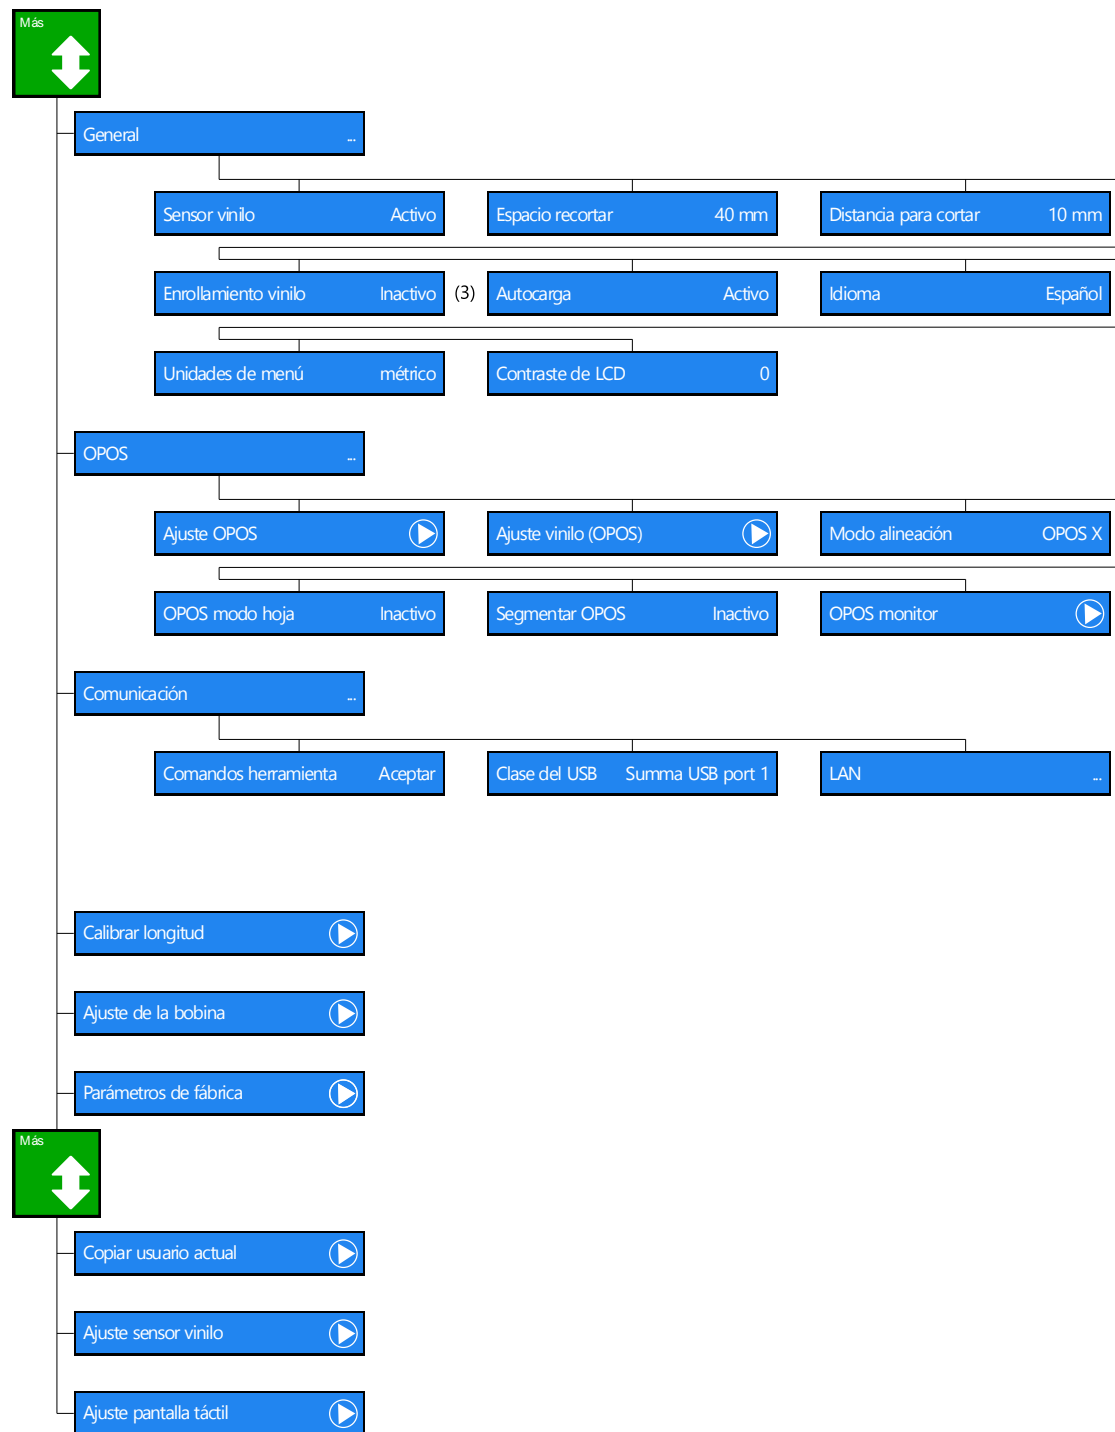 Más
General ...
Sensor vinilo Activo
Espacio recortar 40 mm
Distancia para cortar 10 mm
Enrollamiento vinilo Inactivo
(3)
Autocarga Activo
Idioma Español
Unidades de menú métrico
Contraste de LCD 0
OPOS ...
Ajuste OPOS
Ajuste vinilo (OPOS)
Modo alineación OPOS X
OPOS modo hoja Inactivo
Segmentar OPOS Inactivo
OPOS monitor
Comunicación ...
Comandos herramienta Aceptar
Clase del USB Summa USB port 1
LAN ...
Calibrar longitud
Ajuste de la bobina
Parámetros de fábrica
Más
Copiar usuario actual
Ajuste sensor vinilo
Ajuste pantalla táctil